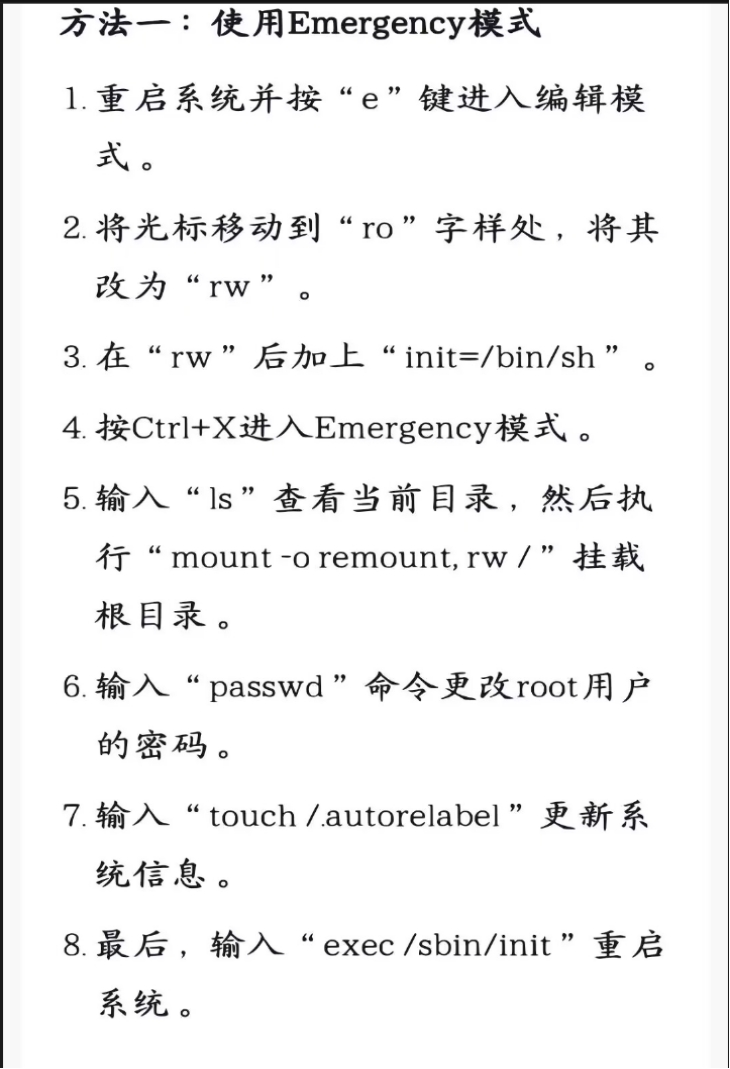 方法一：使用Emergency模式
1. 重启系统并按“e”键进入编辑模
式。
2. 将光标移动到“ro”字样处，将其
改为“rw”。
3. 在“rw”后加上“init=/bin/sh”。
4. 按Ctrl+X进入Emergency模式。
5. 输入“ls”查看当前目录，然后执
行“mount -o remount, rw /”挂载
根目录。
6. 输入“passwd”命令更改root用户
的密码。
7. 输入“touch /.autorelabel”更新系
统信息。
8. 最后，输入“exec /sbin/init”重启
系统。